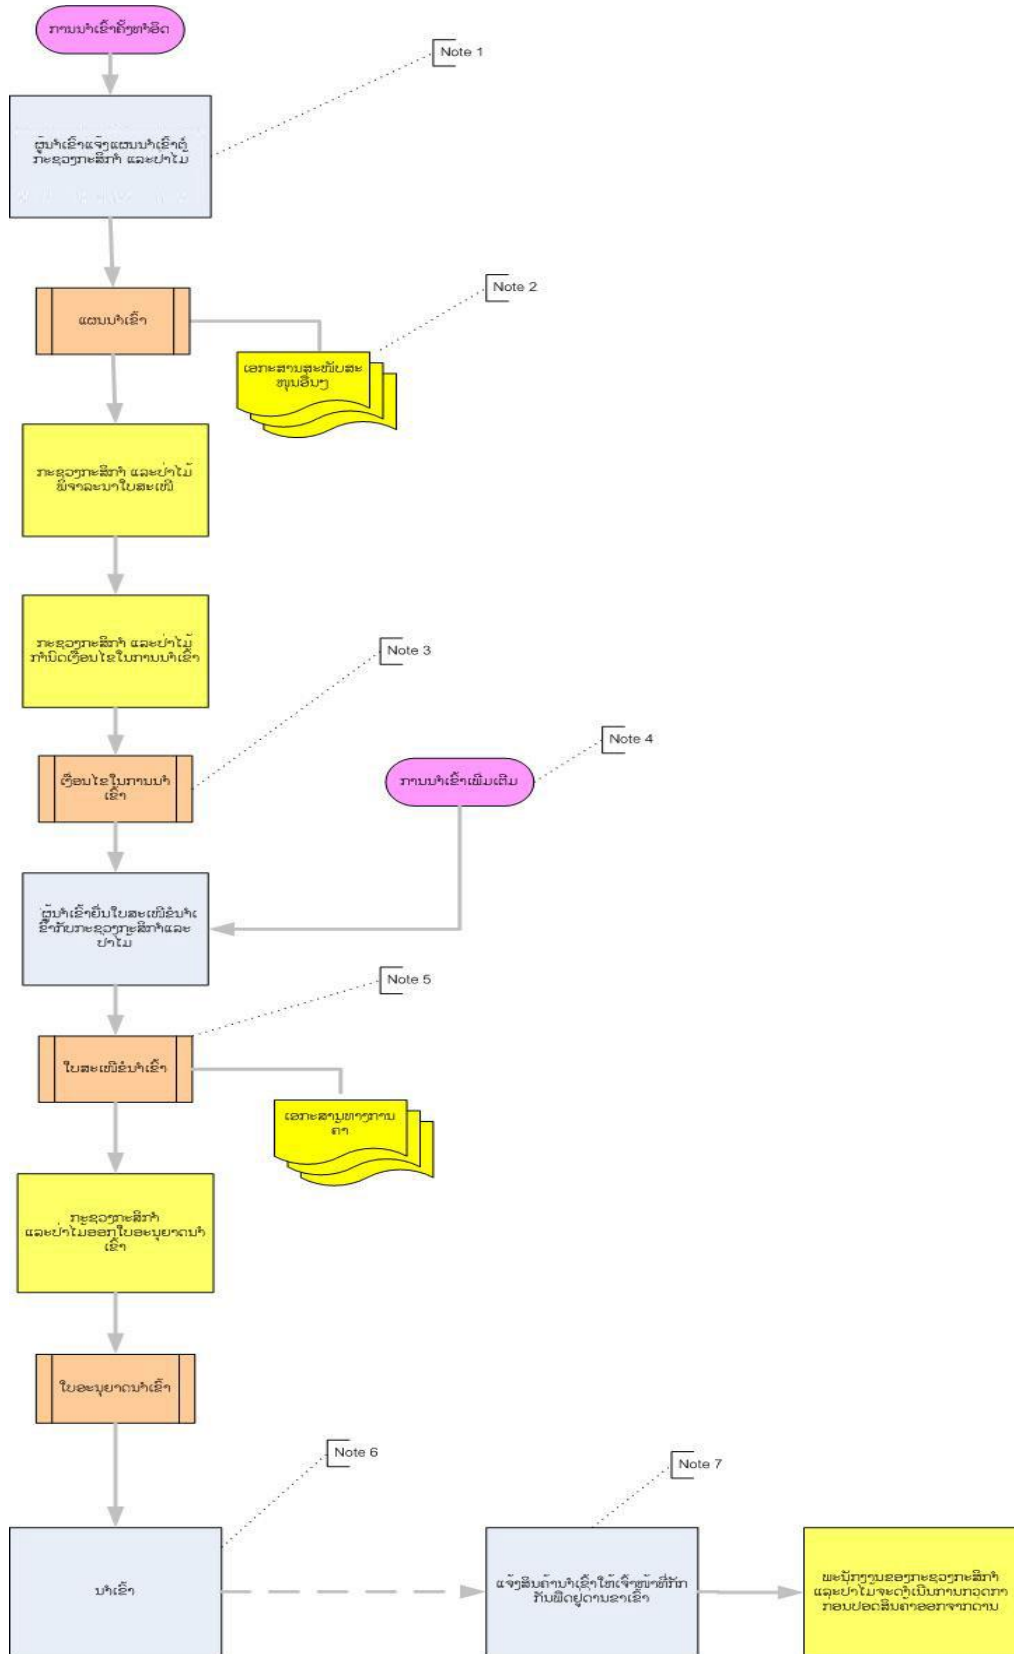 ການນຳເຂົ້າຄັ້ງທຳອິດ
Note 1
ຜູ້ນຳເຂົ້າແຈ້ງແຜນນຳເຂົ້າຕໍ່
ກະຊວງກະສິກຳ ແລະປ່າໄມ້
Note 2
ແຜນນຳເຂົ້າ
ເອກະສານສະໜັບສະ
ໜຸນອື່ນໆ
ກະຊວງກະສິກຳ ແລະປ່າໄມ້
ພິຈາລະນາໃບສະເໜີ
ກະຊວງກະສິກຳ ແລະປ່າໄມ້
ກຳນົດເງື່ອນໄຂໃນການນຳເຂົ້າ
Note 3
Note 4
ເງື່ອນໄຂໃນການນຳ
ເຂົ້າ
ການນຳເຂົ້າເພີ່ມເຕີມ
ຜູ້ນຳເຂົ້າຍື່ນໃບສະເໜີຂໍນຳເ
ຂົ້າກັບກະຊວງກະສິກຳແລະ
ປ່າໄມ້
Note 5
ໃບສະເໜີຂໍນຳເຂົ້າ
ເອກະສານທາງການ
ຄ້າ
ກະຊວງກະສິກຳ
ແລະປ່າໄມ້ອອກໃບອະນຸຍາດນຳ
ເຂົ້າ
ໃບອະນຸຍາດນຳເຂົ້າ
Note 6
Note 7
ນຳເຂົ້າ
ແຈ້ງສິນຄ້ານຳເຂົ້າໃຫ້ເຈົ້າໜ້າທີ່ກັກ
ກັນພືດຢູ່ດ່ານຂາເຂົ້າ
ພະນັກງານຂອງກະຊວງກະສິກຳ
ແລະປ່າໄມ້ຈະດຳເນີນການກວດກາ
ກ່ອນປ່ອຍສິນຄ້າອອກຈາກດ່ານ